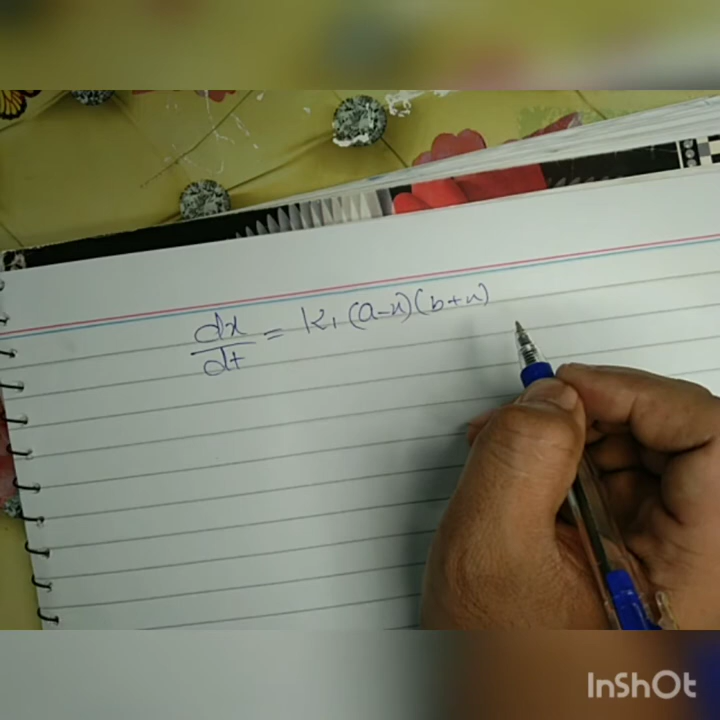 dx/dt = K₁ (a-x)(b+x)
InShOt